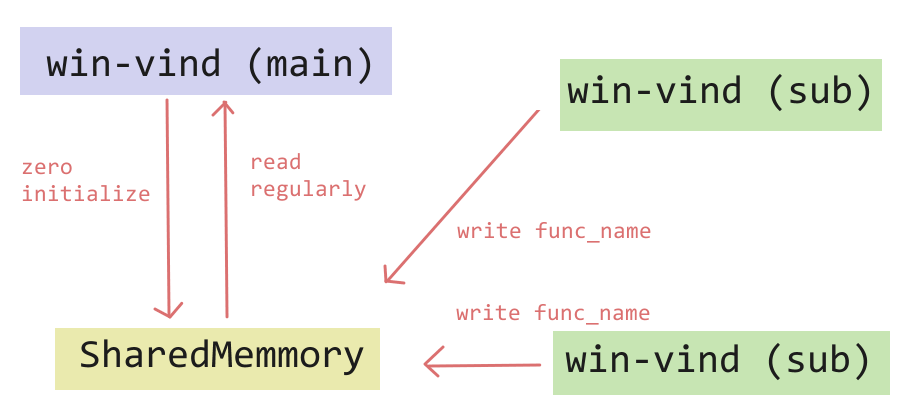 win-vind (main)
win-vind (sub)
zero
initialize
read
regularly
write func_name
write func_name
SharedMemmory
win-vind (sub)